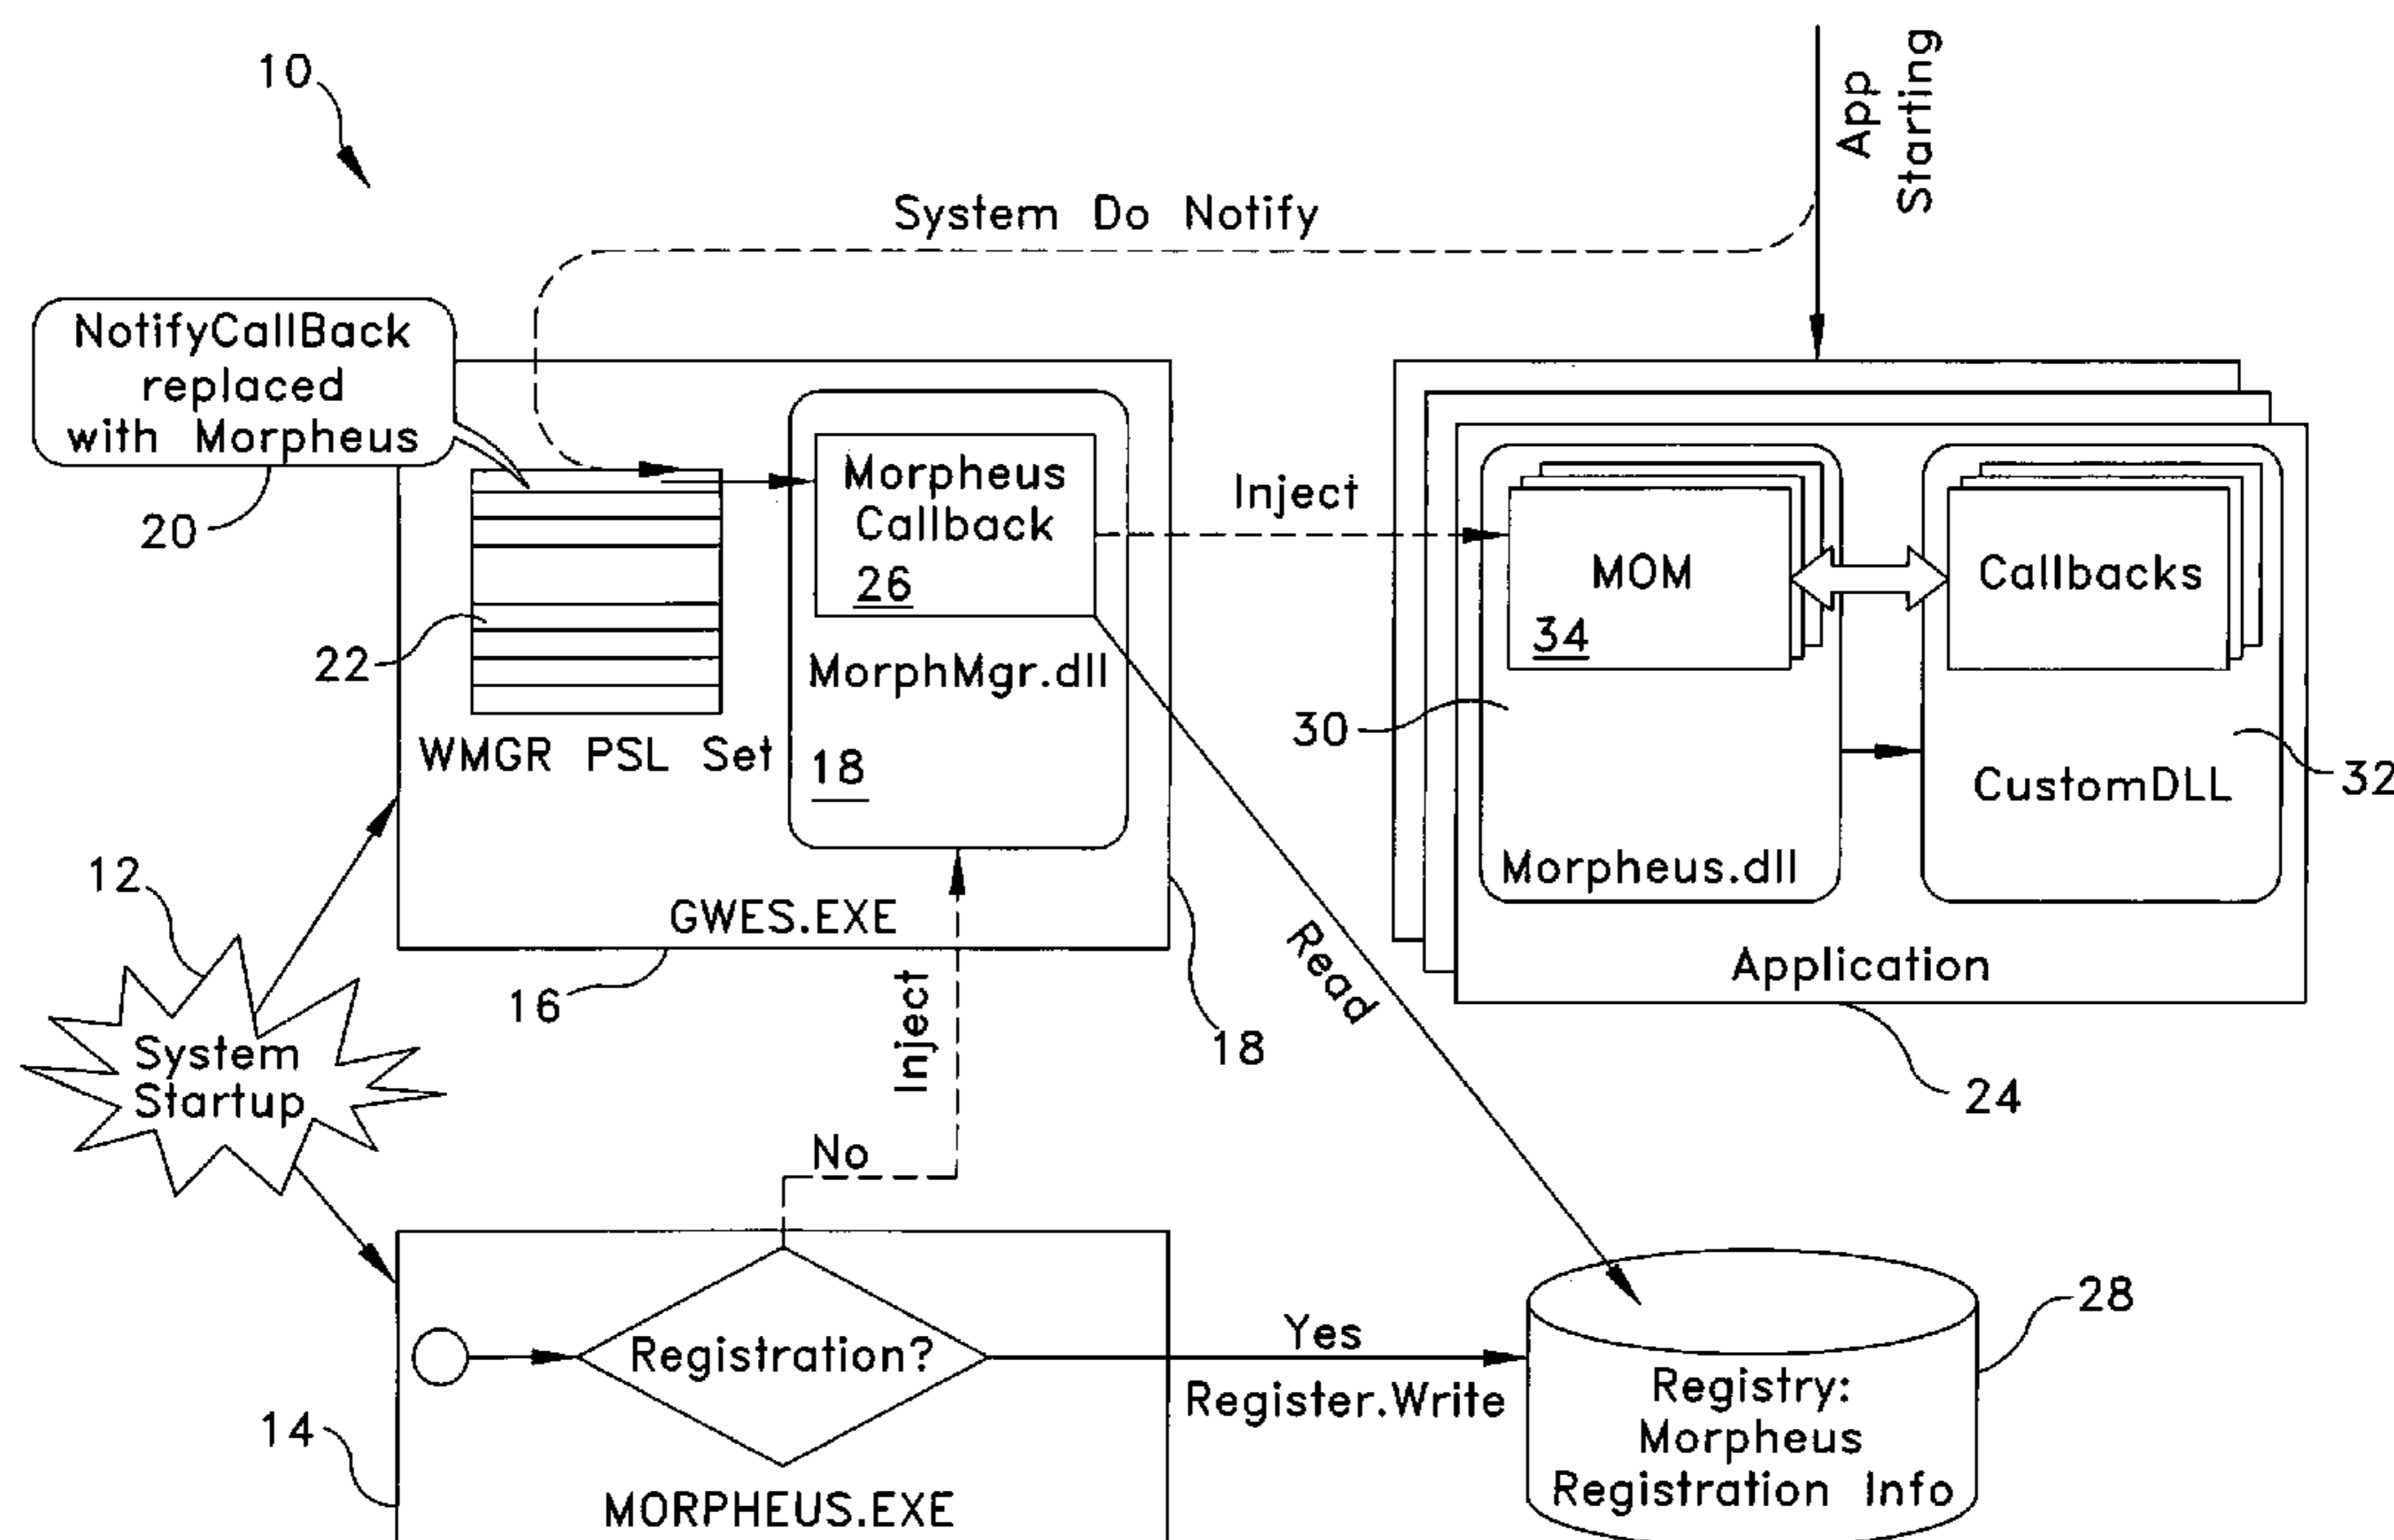 10
App
Starting
System Do Notify
NotifyCallBack
replaced
with Morpheus
20
22
WMGR PSL Set
Morpheus
Callback
26
MorphMgr.dll
18
GWES.EXE
16
18
Inject
MOM
34
Callbacks
30
Morpheus.dll
CustomDLL
32
Application
24
12
System
Startup
Inject
No
Read
14
Registration?
MORPHEUS.EXE
Yes
Register.Write
Registry:
Morpheus
Registration Info
28